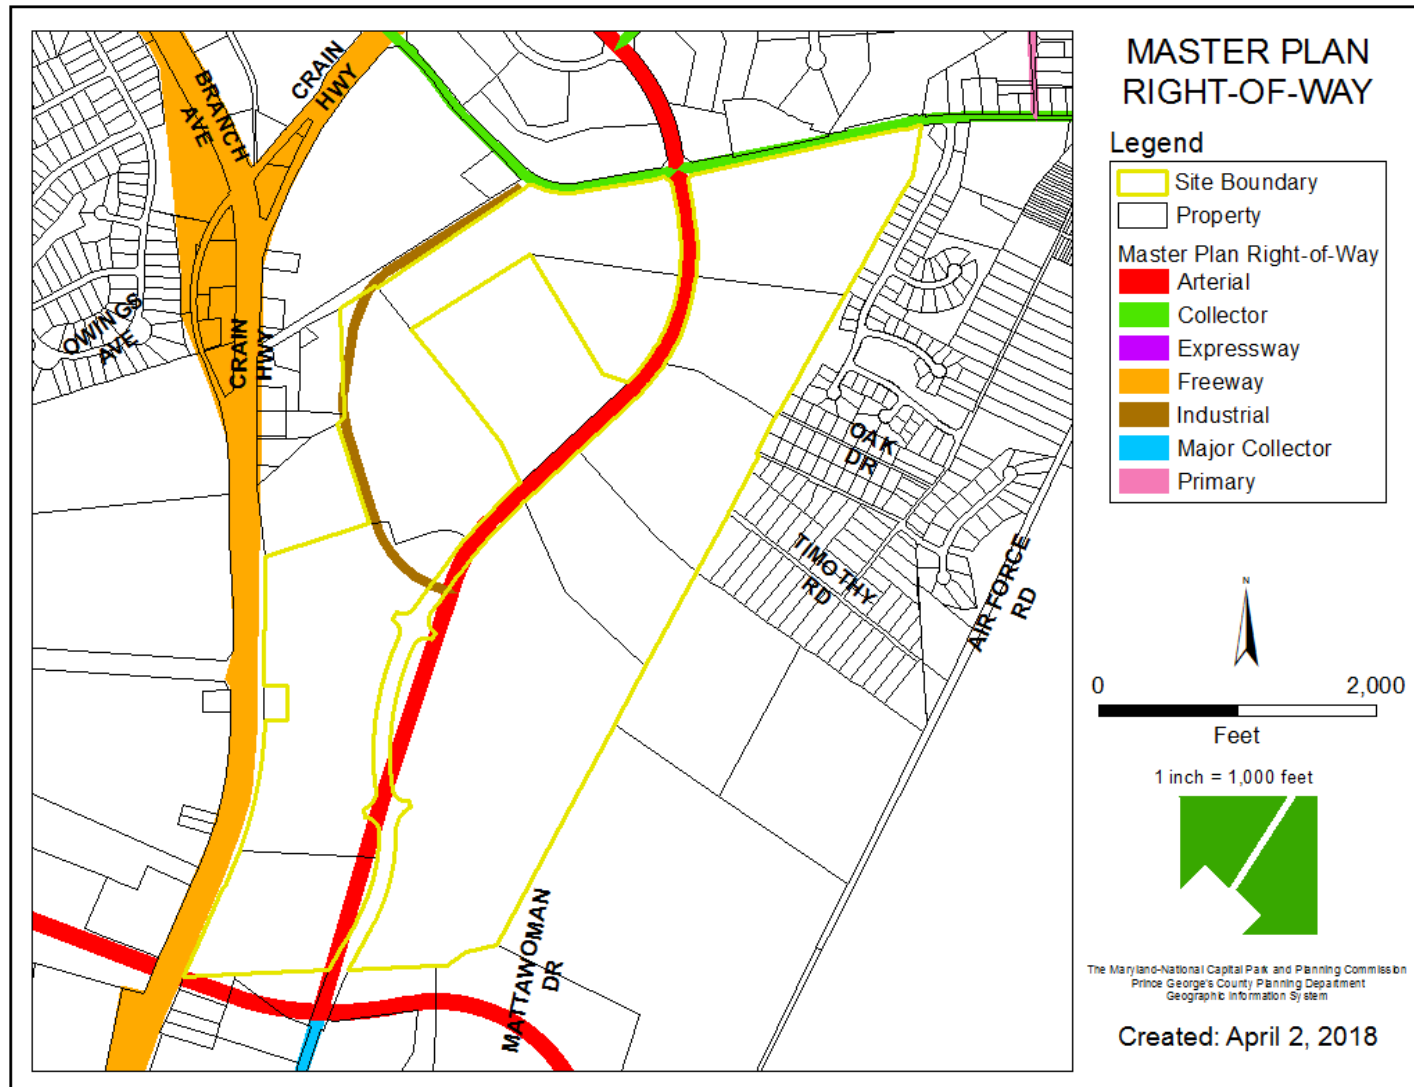 BRANCH
AVE
CRAIN
HWY
OWINGS
AVE
CRAIN
HWY
OAK
DR
TIMOTHY
RD
AIR FORCE
RD
MATTAWOMAN
DR
MASTER PLAN
RIGHT-OF-WAY
Legend
Site Boundary
Property
Master Plan Right-of-Way
Arterial
Collector
Expressway
Freeway
Industrial
Major Collector
Primary
N
0 2,000
Feet
1 inch = 1,000 feet
The Maryland-National Capital Park and Planning Commission
Prince George's County Planning Department
Geographic Information System
Created: April 2, 2018